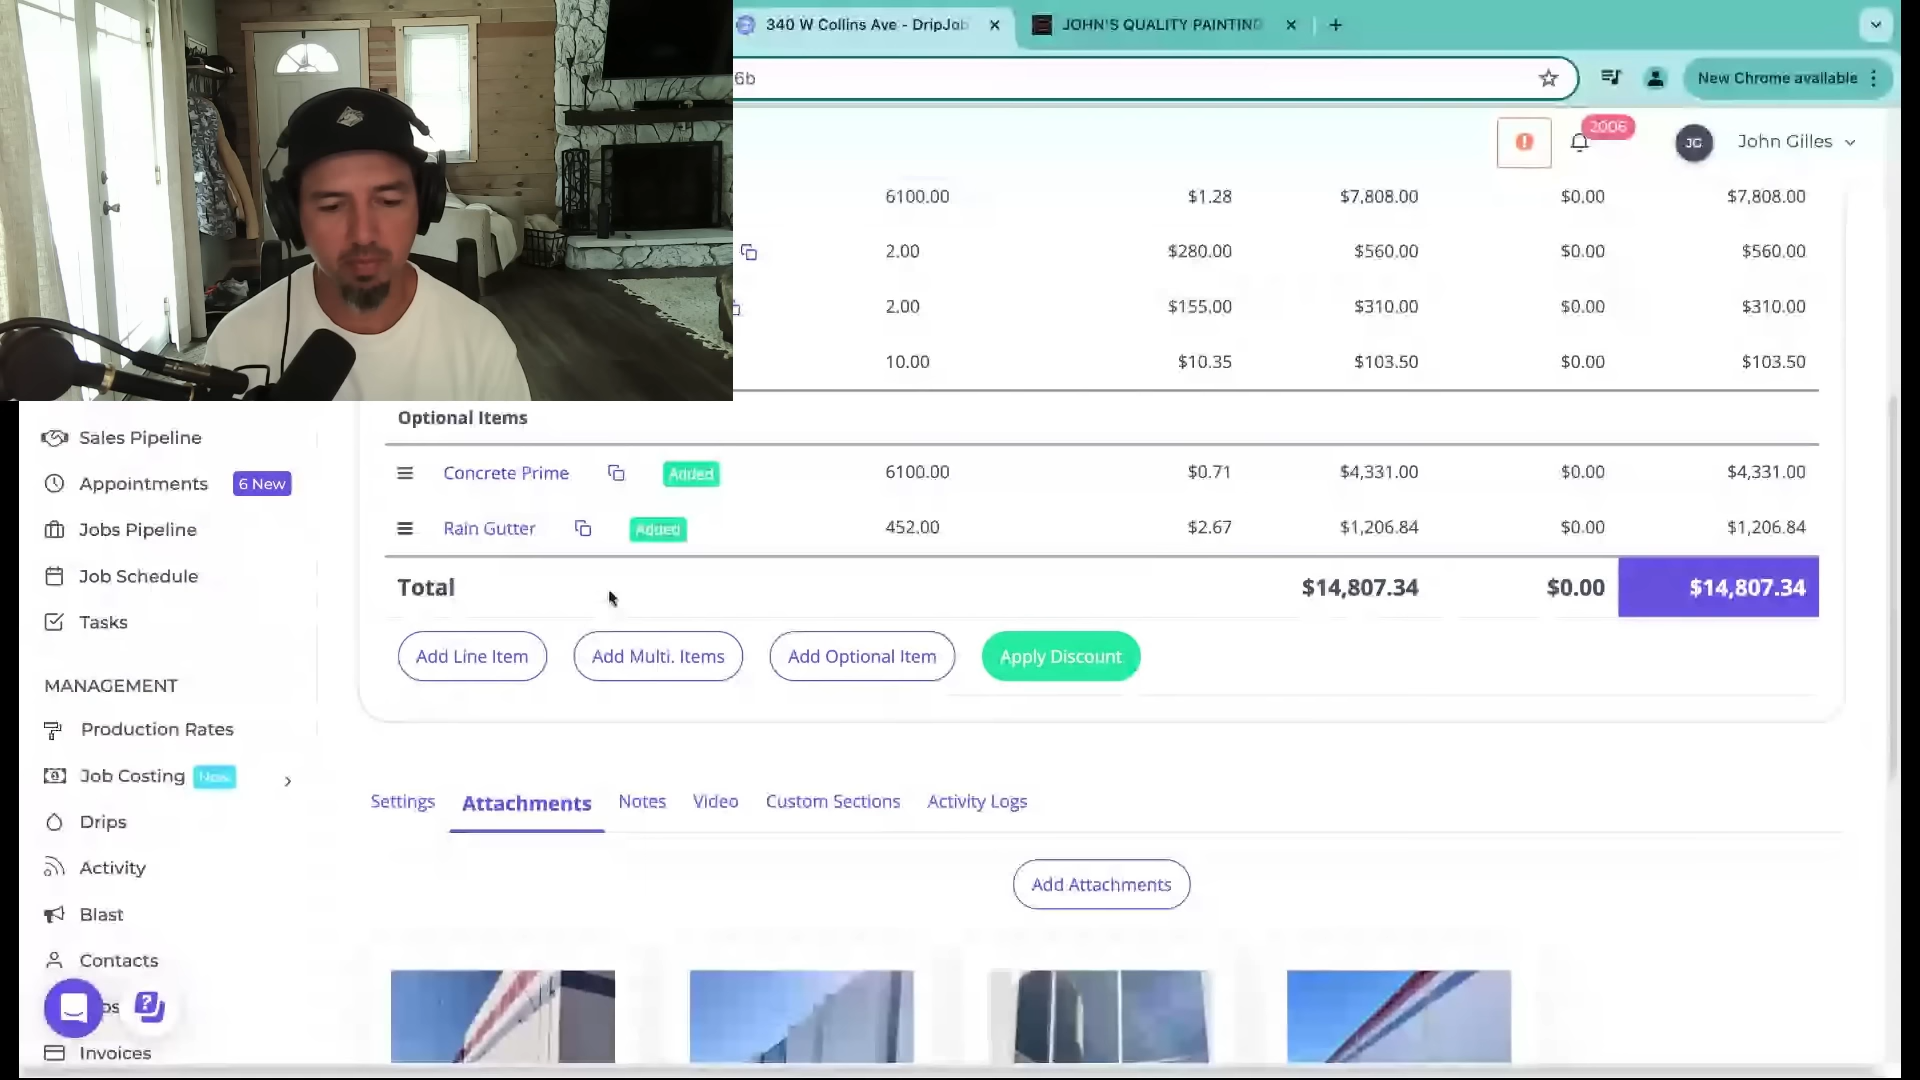 340 W Collins Ave - DripJob
JOHN'S QUALITY PAINTING
6b
New Chrome available
2006
JG
John Gilles
6100.00 $1.28 $7,808.00 $0.00 $7,808.00
2.00 $280.00 $560.00 $0.00 $560.00
2.00 $155.00 $310.00 $0.00 $310.00
10.00 $10.35 $103.50 $0.00 $103.50
Optional Items
Concrete Prime Added 6100.00 $0.71 $4,331.00 $0.00 $4,331.00
Rain Gutter Added 452.00 $2.67 $1,206.84 $0.00 $1,206.84
Total $14,807.34 $0.00 $14,807.34
Add Line Item Add Multi. Items Add Optional Item Apply Discount
Settings Attachments Notes Video Custom Sections Activity Logs
Add Attachments
Sales Pipeline
Appointments 6 New
Jobs Pipeline
Job Schedule
Tasks
MANAGEMENT
Production Rates
Job Costing New
Drips
Activity
Blast
Contacts
os
Invoices